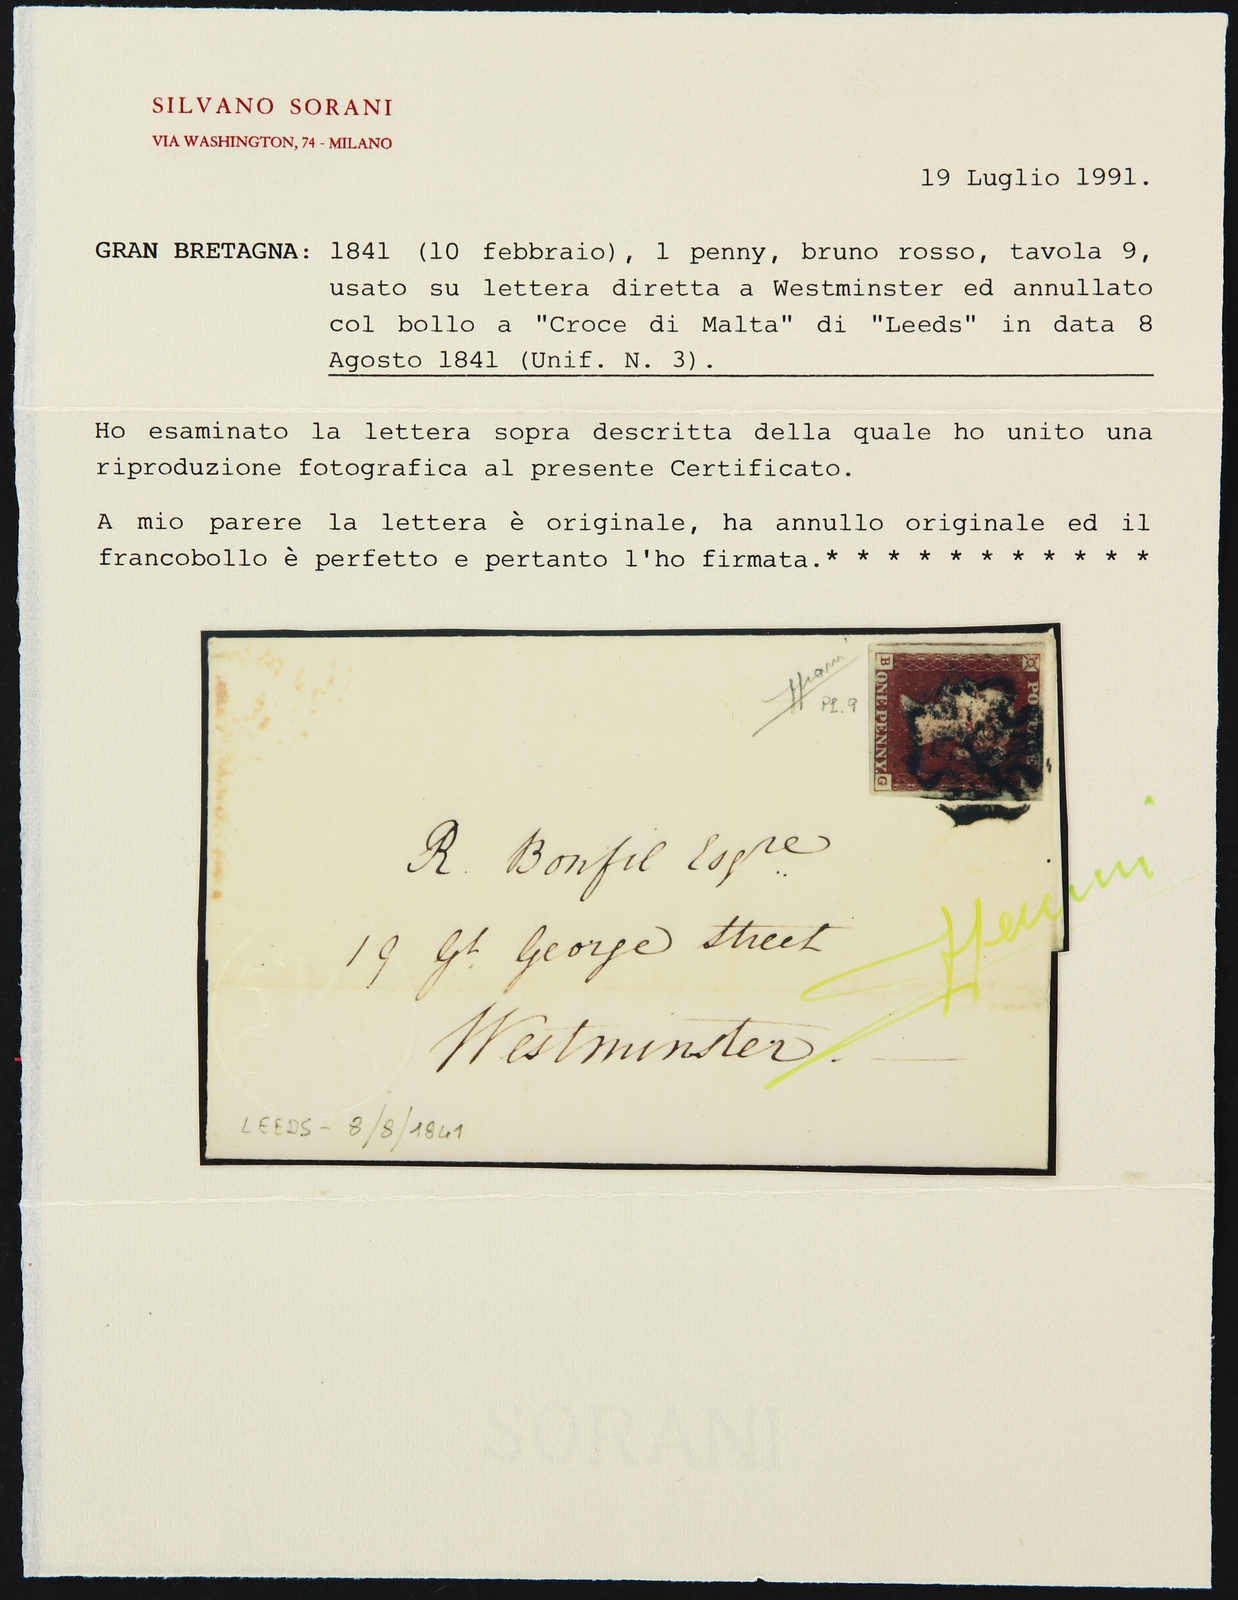 SILVANO SORANI
VIA WASHINGTON, 74 - MILANO
19 Luglio 1991.
GRAN BRETAGNA: 1841 (10 febbraio), 1 penny, bruno rosso, tavola 9,
usato su lettera diretta a Westminster ed annullato
col bollo a "Croce di Malta" di "Leeds" in data 8
Agosto 1841 (Unif. N. 3).
Ho esaminato la lettera sopra descritta della quale ho unito una
riproduzione fotografica al presente Certificato.
A mio parere la lettera è originale, ha annullo originale ed il
francobollo è perfetto e pertanto l'ho firmata.* * * * * * * * * * *
PL. 9
B ONE PENNY. G
R. Bonfil Esqre
19 Gt. George Street
Westminster.
LEEDS - 8/8/1841
SORANI